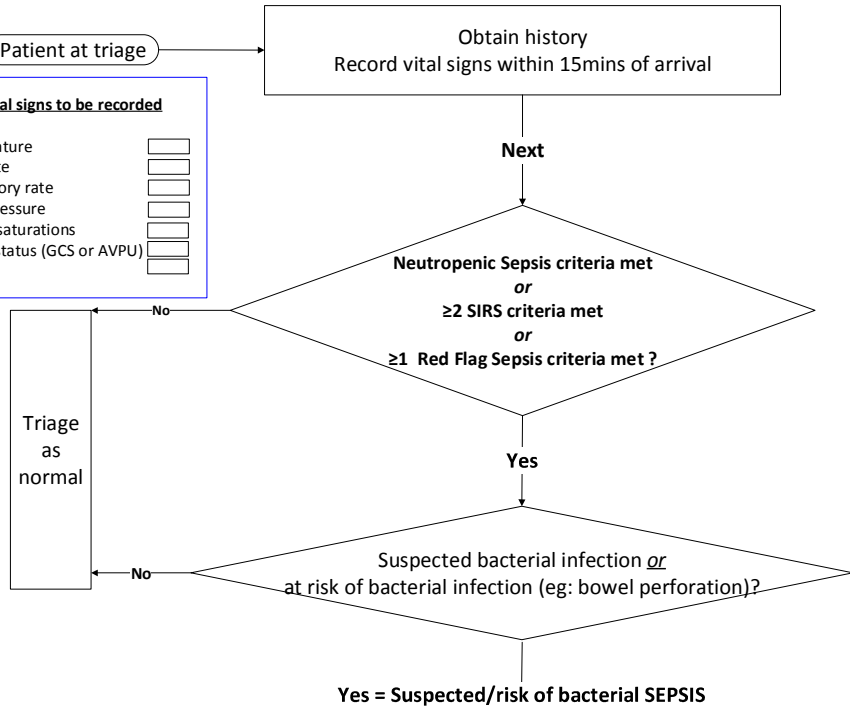 Patient at triage
Obtain history
Record vital signs within 15mins of arrival
al signs to be recorded
ature
te
ory rate
essure
saturations
status (GCS or AVPU)
Next
Neutropenic Sepsis criteria met
or
≥2 SIRS criteria met
or
≥1 Red Flag Sepsis criteria met ?
No
Triage
as
normal
Yes
Suspected bacterial infection or
at risk of bacterial infection (eg: bowel perforation)?
No
Yes = Suspected/risk of bacterial SEPSIS